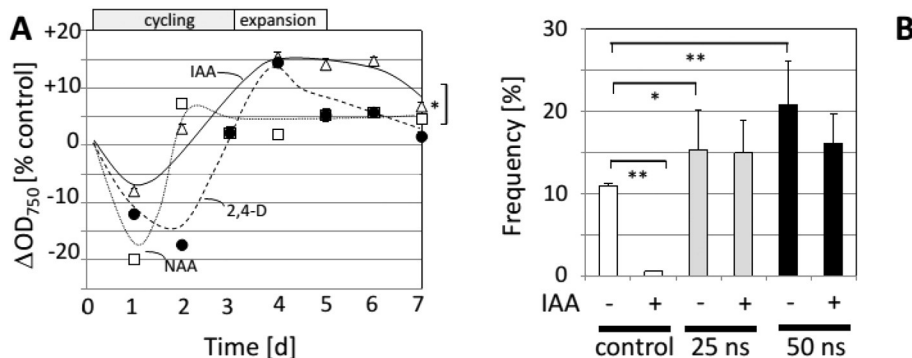 A
cycling
expansion
+20
+10
0
-10
-20
ΔOD750 [% control]
IAA
2,4-D
NAA
*
0 1 2 3 4 5 6 7
Time [d]
B
30
20
10
0
Frequency [%]
**
*
**
IAA - + - + - +
control 25 ns 50 ns